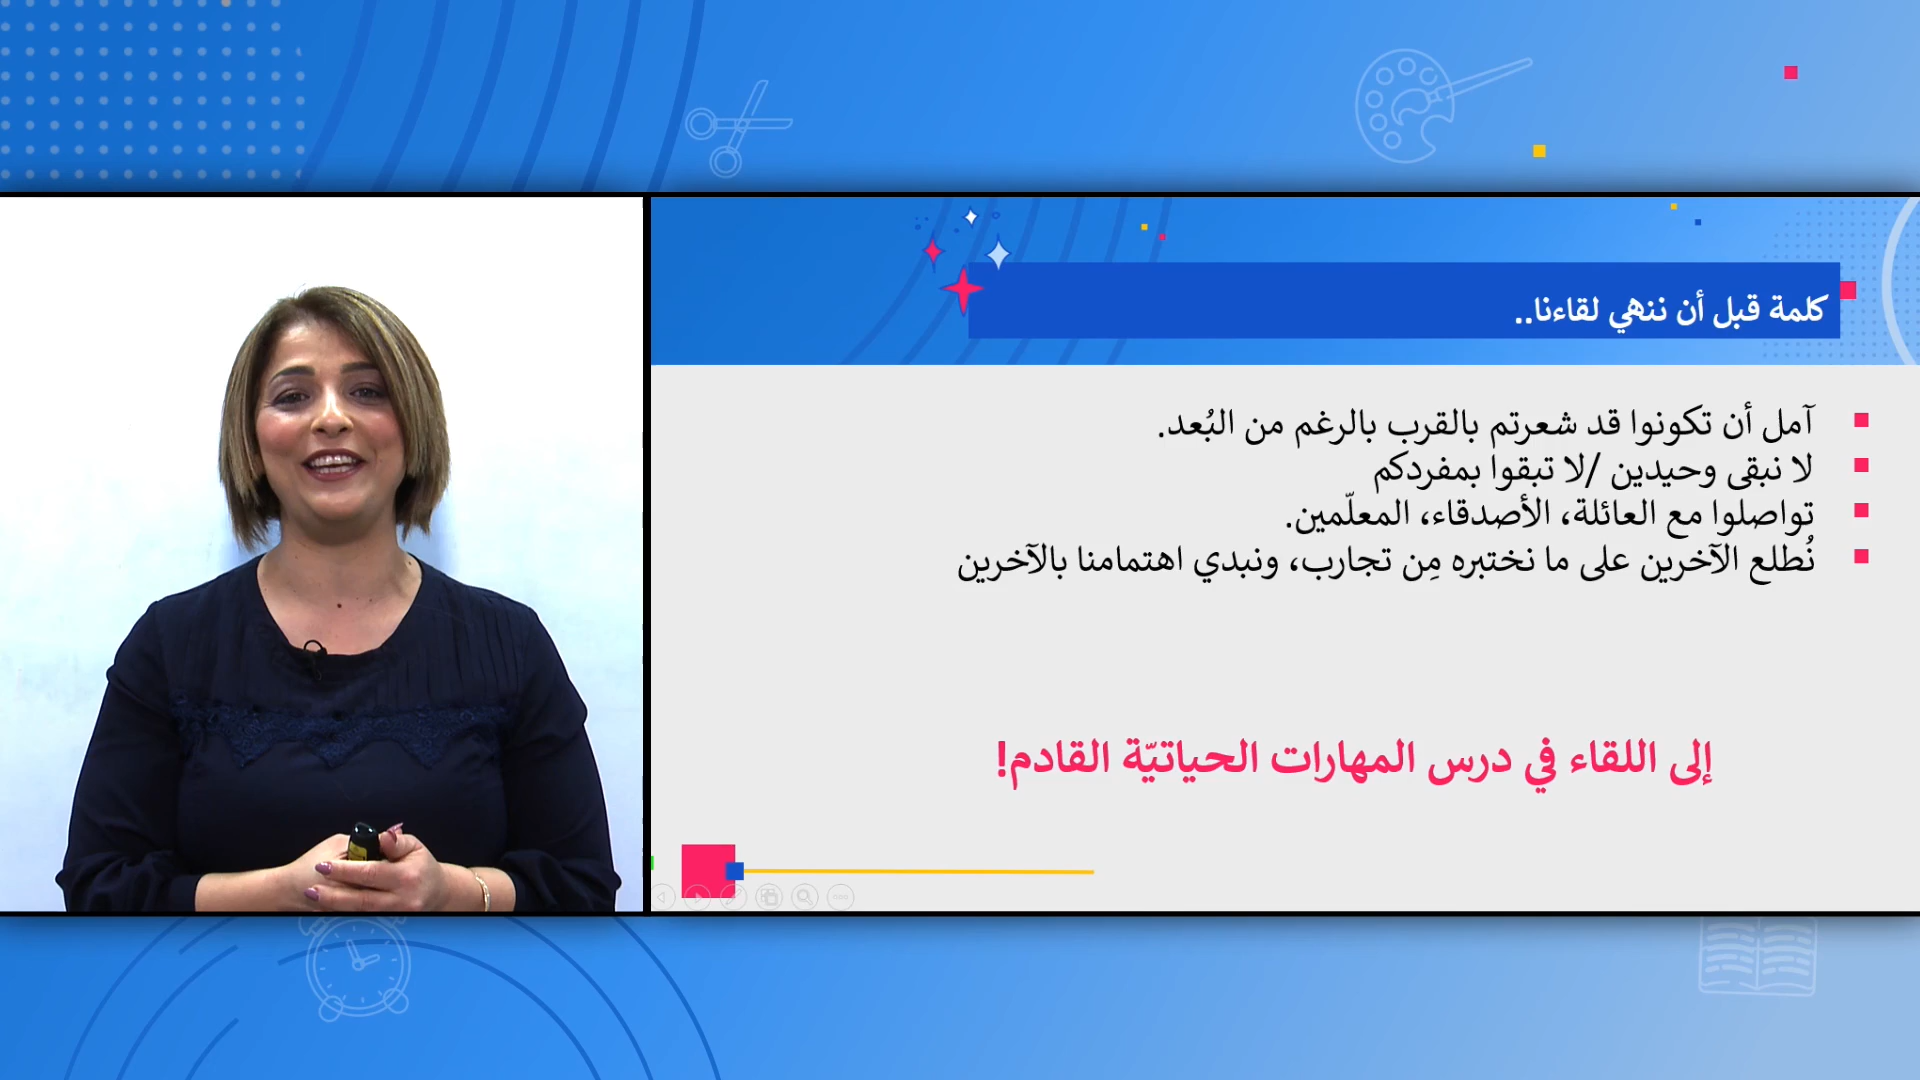 كلمة قبل أن ننهي لقاءنا..
آمل أن تكونوا قد شعرتم بالقرب بالرغم من البُعد.
لا نبقى وحيدين /لا تبقوا بمفردكم
تواصلوا مع العائلة، الأصدقاء، المعلّمين.
نُطلع الآخرين على ما نختبره مِن تجارب، ونبدي اهتمامنا بالآخرين
إلى اللقاء في درس المهارات الحياتيّة القادم!